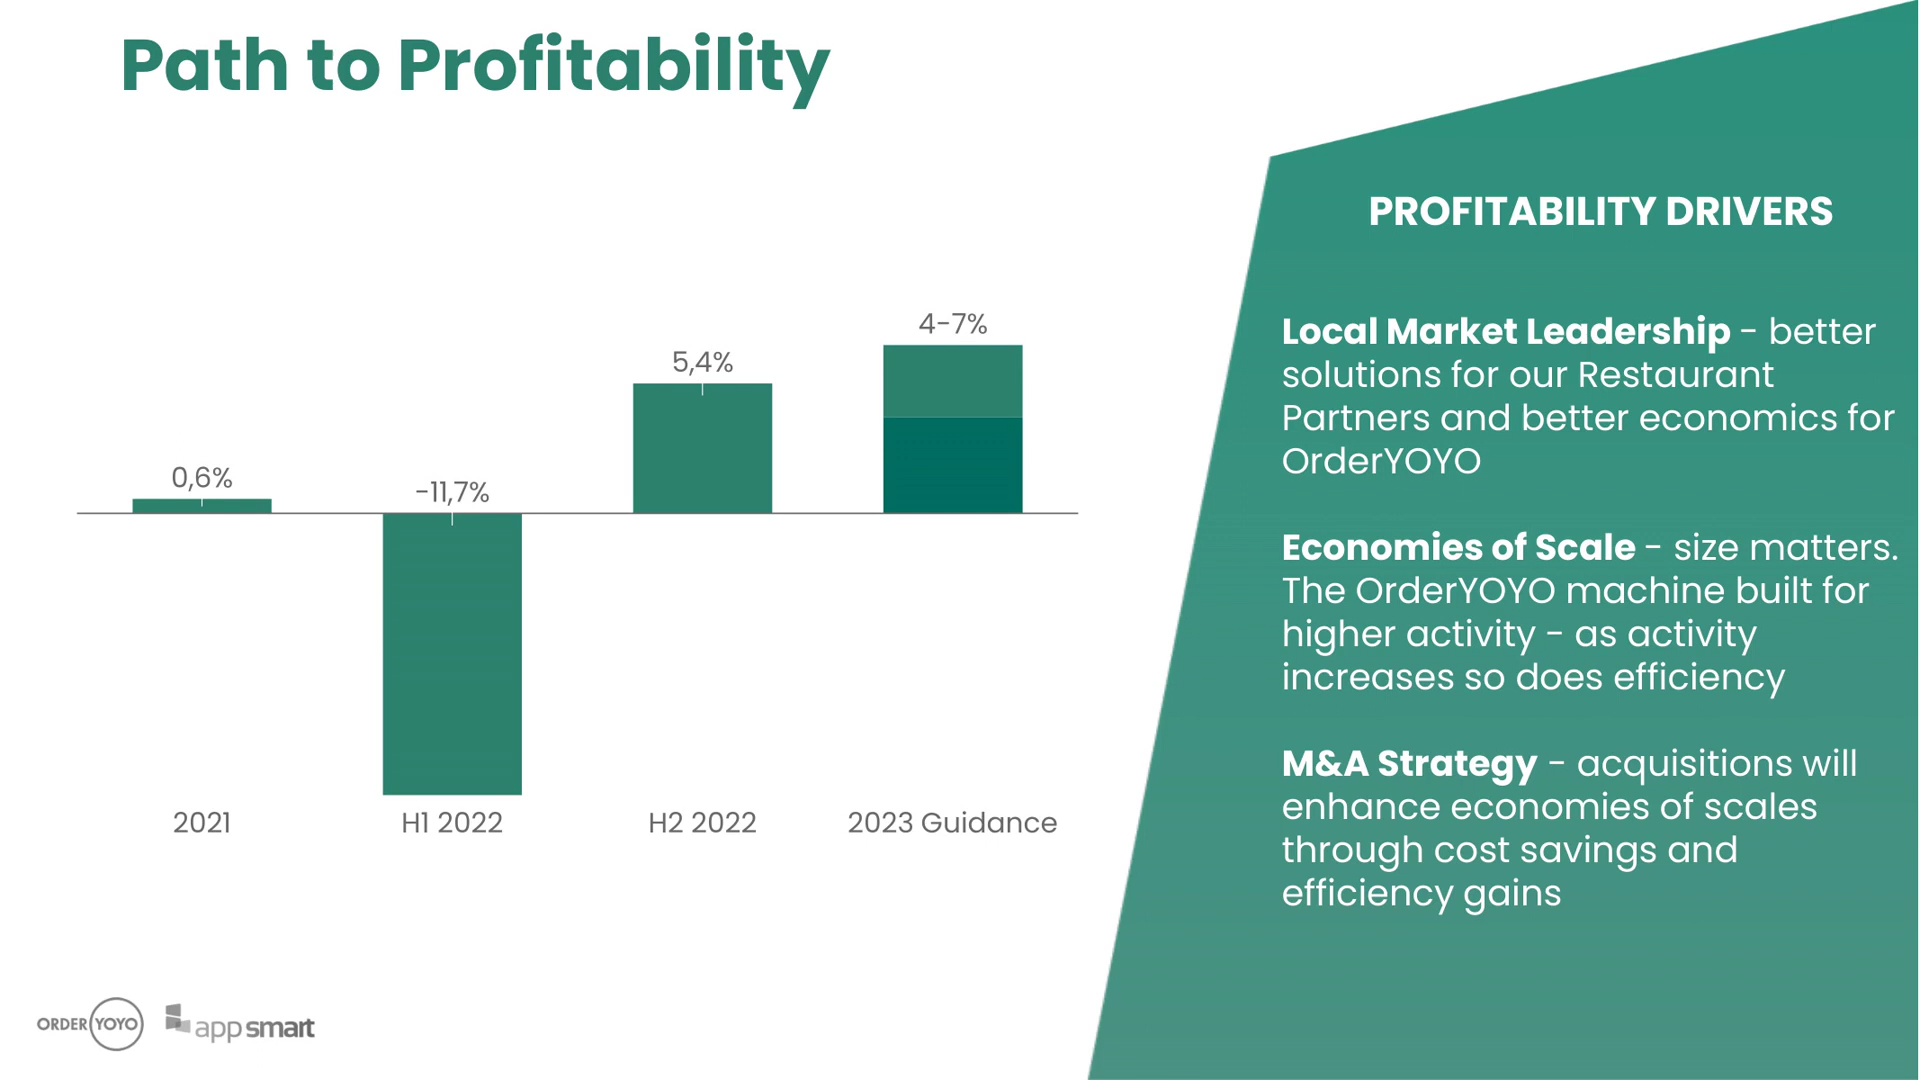 Path to Profitability
0,6%
-11,7%
5,4%
4-7%
2021
H1 2022
H2 2022
2023 Guidance
PROFITABILITY DRIVERS
Local Market Leadership - better
solutions for our Restaurant
Partners and better economics for
OrderYOYO
Economies of Scale - size matters.
The OrderYOYO machine built for
higher activity - as activity
increases so does efficiency
M&A Strategy - acquisitions will
enhance economies of scales
through cost savings and
efficiency gains
ORDER YOYO
app smart